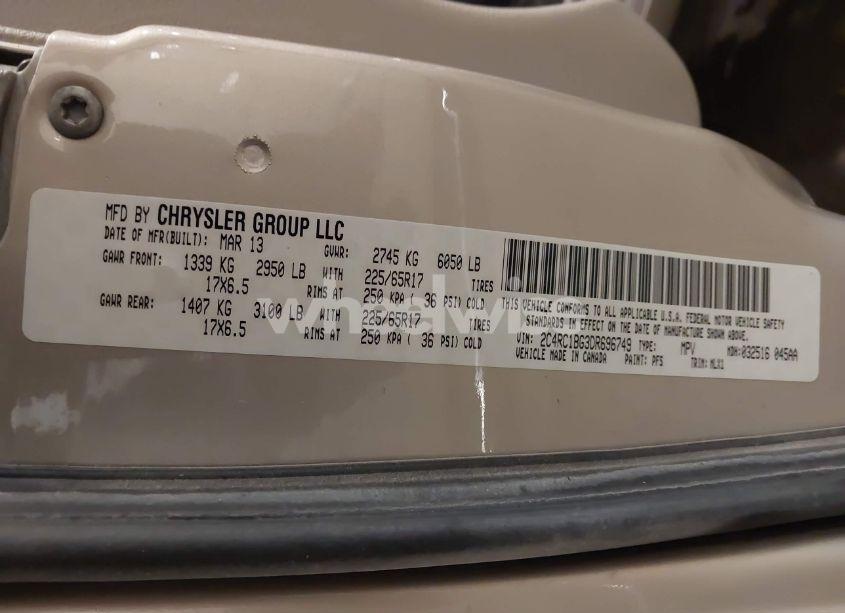 MFD BY CHRYSLER GROUP LLC
DATE OF MFR(BUILT): MAR 13 GVWR: 2745 KG 6050 LB
GAWR FRONT: 1339 KG 2950 LB WITH 225/65R17 TIRES
17X6.5 RIMS AT 250 KPA ( 36 PSI) COLD
GAWR REAR: 1407 KG 3100 LB WITH 225/65R17 TIRES
17X6.5 RIMS AT 250 KPA ( 36 PSI) COLD
THIS VEHICLE CONFORMS TO ALL APPLICABLE U.S.A. FEDERAL MOTOR VEHICLE SAFETY
STANDARDS IN EFFECT ON THE DATE OF MANUFACTURE SHOWN ABOVE.
VIN: 2C4RC1BG3DR696749 TYPE: MPV MDH:032516 045AA
VEHICLE MADE IN CANADA PAINT: PFS TRIM: